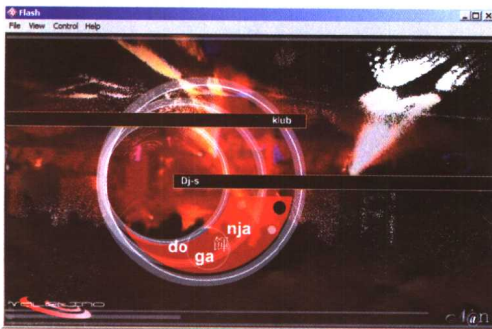 Flash
File View Control Help
klub
Dj-s
do
ga
nja